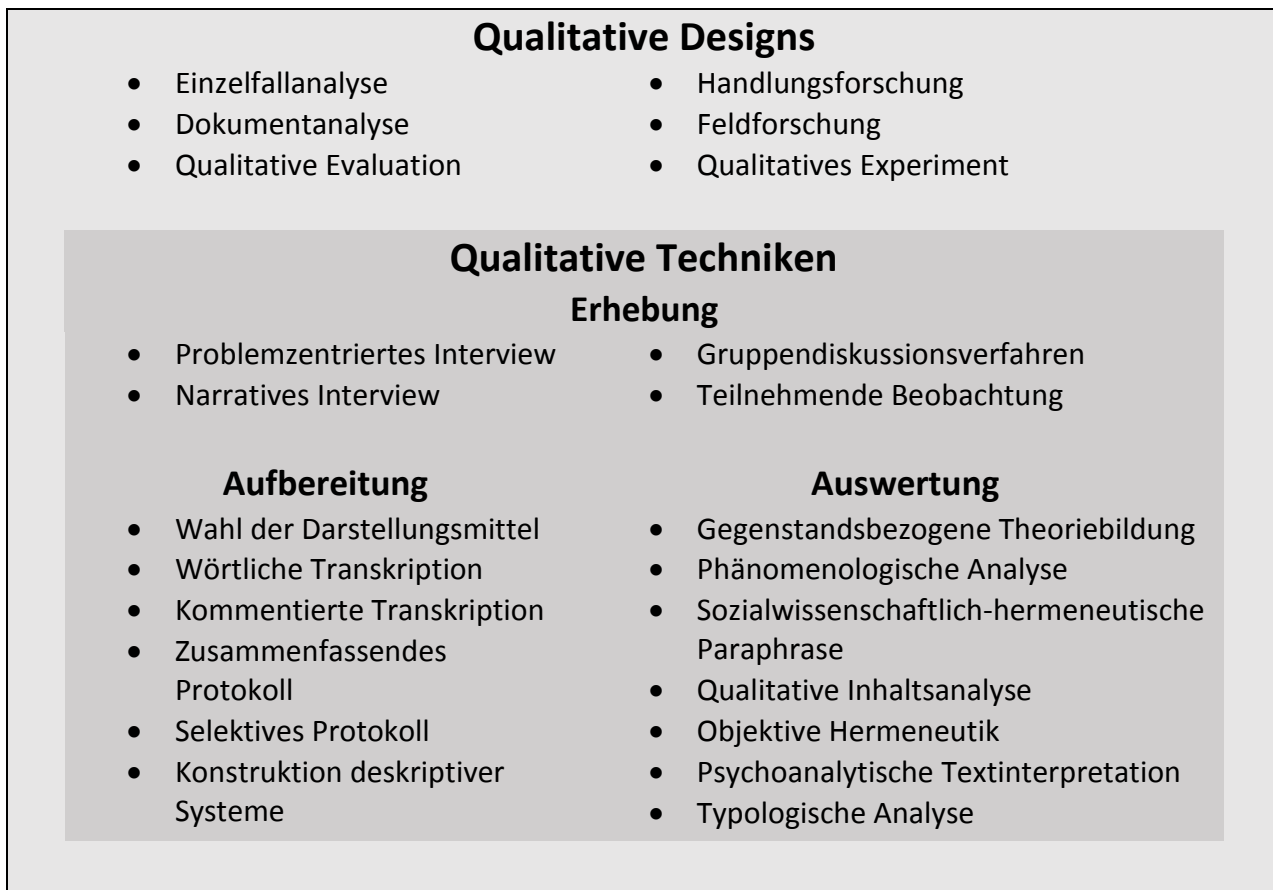 Qualitative Designs
• Einzelfallanalyse
• Dokumentanalyse
• Qualitative Evaluation
• Handlungsforschung
• Feldforschung
• Qualitatives Experiment
Qualitative Techniken
Erhebung
• Problemzentriertes Interview
• Narratives Interview
• Gruppendiskussionsverfahren
• Teilnehmende Beobachtung
Aufbereitung
• Wahl der Darstellungsmittel
• Wörtliche Transkription
• Kommentierte Transkription
• Zusammenfassendes
Protokoll
• Selektives Protokoll
• Konstruktion deskriptiver
Systeme
Auswertung
• Gegenstandsbezogene Theoriebildung
• Phänomenologische Analyse
• Sozialwissenschaftlich-hermeneutische
Paraphrase
• Qualitative Inhaltsanalyse
• Objektive Hermeneutik
• Psychoanalytische Textinterpretation
• Typologische Analyse